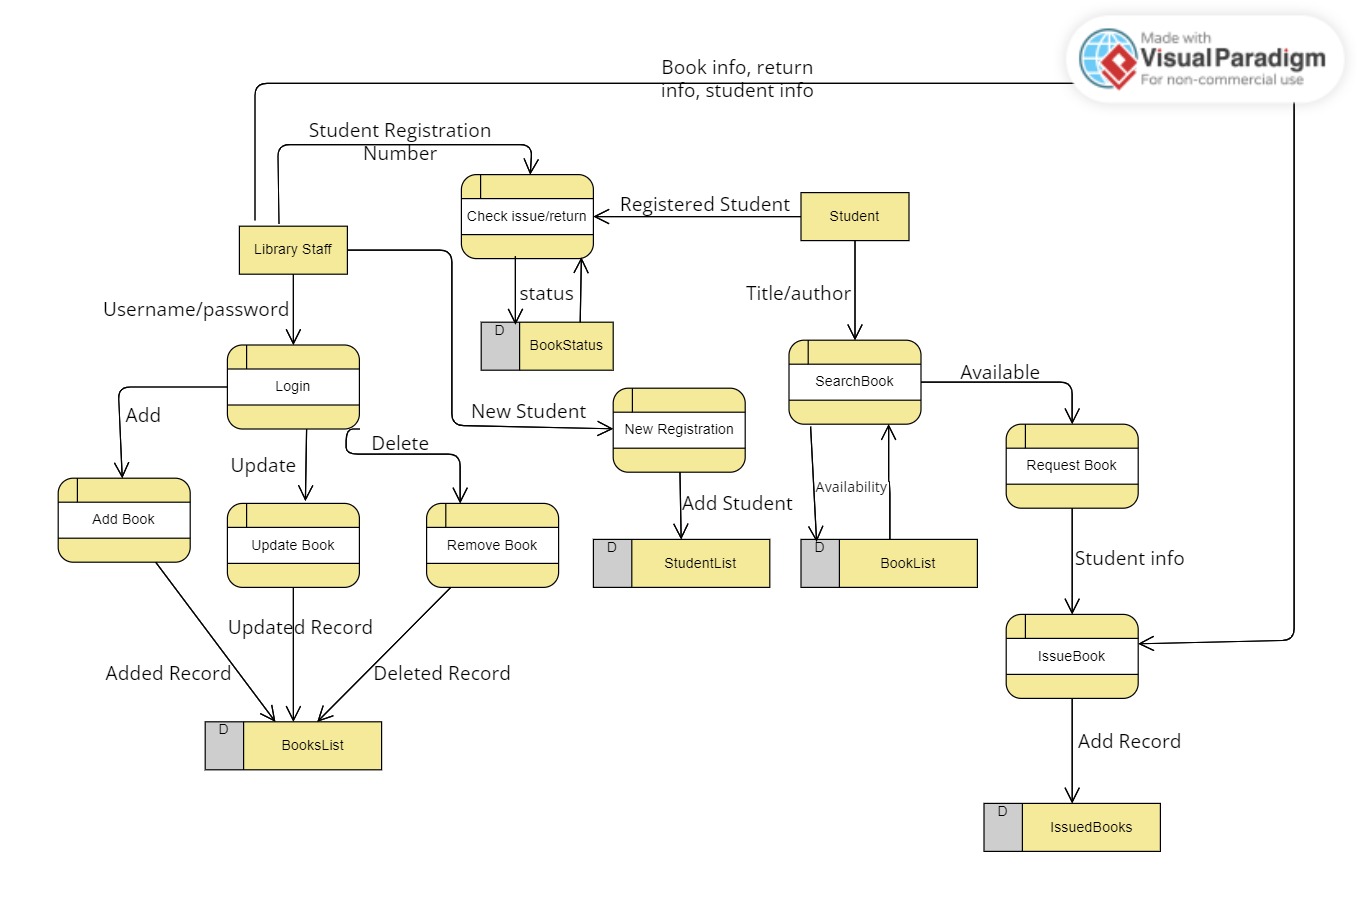 Made with
Visual Paradigm
For non-commercial use
Book info, return
info, student info
Student Registration
Number
Check issue/return
Registered Student
Student
Library Staff
Username/password
status
Title/author
D
BookStatus
Login
SearchBook
Available
Add
New Student
New Registration
Delete
Update
Request Book
Availability
Add Student
Add Book
Update Book
Remove Book
D
StudentList
D
BookList
Student info
Updated Record
Added Record
Deleted Record
IssueBook
D
BooksList
Add Record
D
IssuedBooks